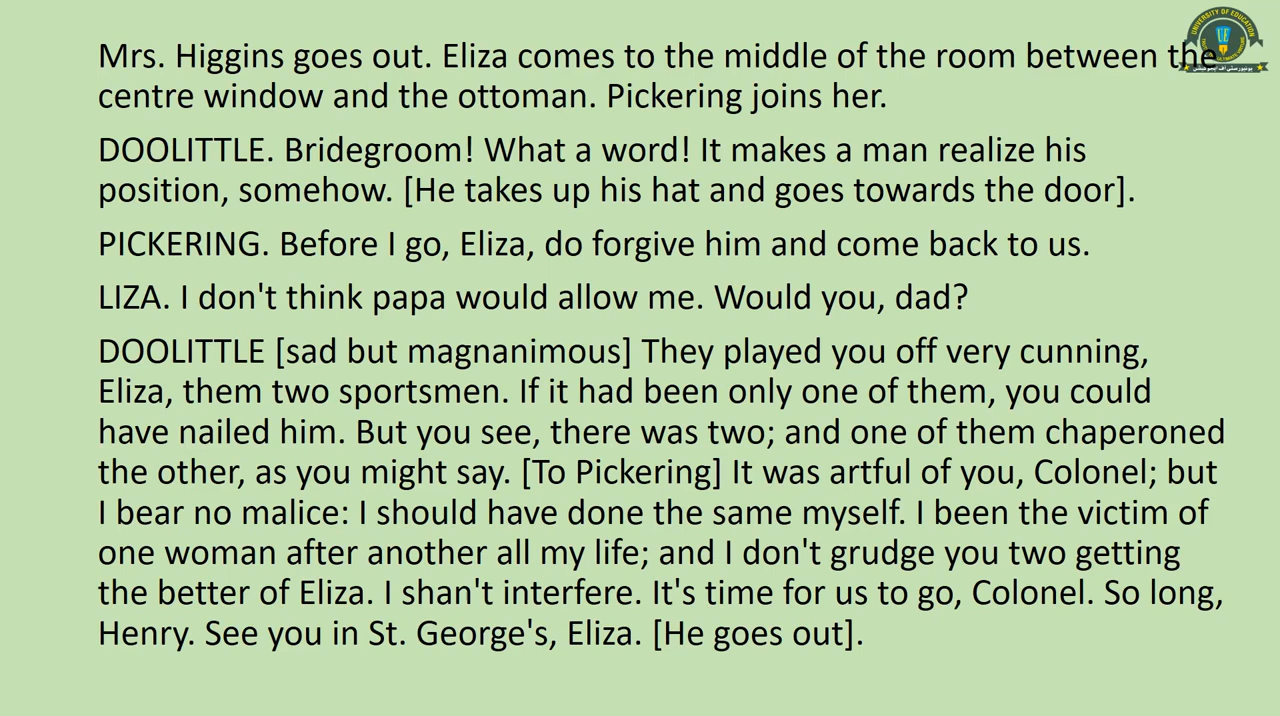 Mrs. Higgins goes out. Eliza comes to the middle of the room between the
centre window and the ottoman. Pickering joins her.
DOOLITTLE. Bridegroom! What a word! It makes a man realize his
position, somehow. [He takes up his hat and goes towards the door].
PICKERING. Before I go, Eliza, do forgive him and come back to us.
LIZA. I don't think papa would allow me. Would you, dad?
DOOLITTLE [sad but magnanimous] They played you off very cunning,
Eliza, them two sportsmen. If it had been only one of them, you could
have nailed him. But you see, there was two; and one of them chaperoned
the other, as you might say. [To Pickering] It was artful of you, Colonel; but
I bear no malice: I should have done the same myself. I been the victim of
one woman after another all my life; and I don't grudge you two getting
the better of Eliza. I shan't interfere. It's time for us to go, Colonel. So long,
Henry. See you in St. George's, Eliza. [He goes out].
UNIVERSITY OF EDUCATION
UE
یونیورسٹی آف ایجوکیشن